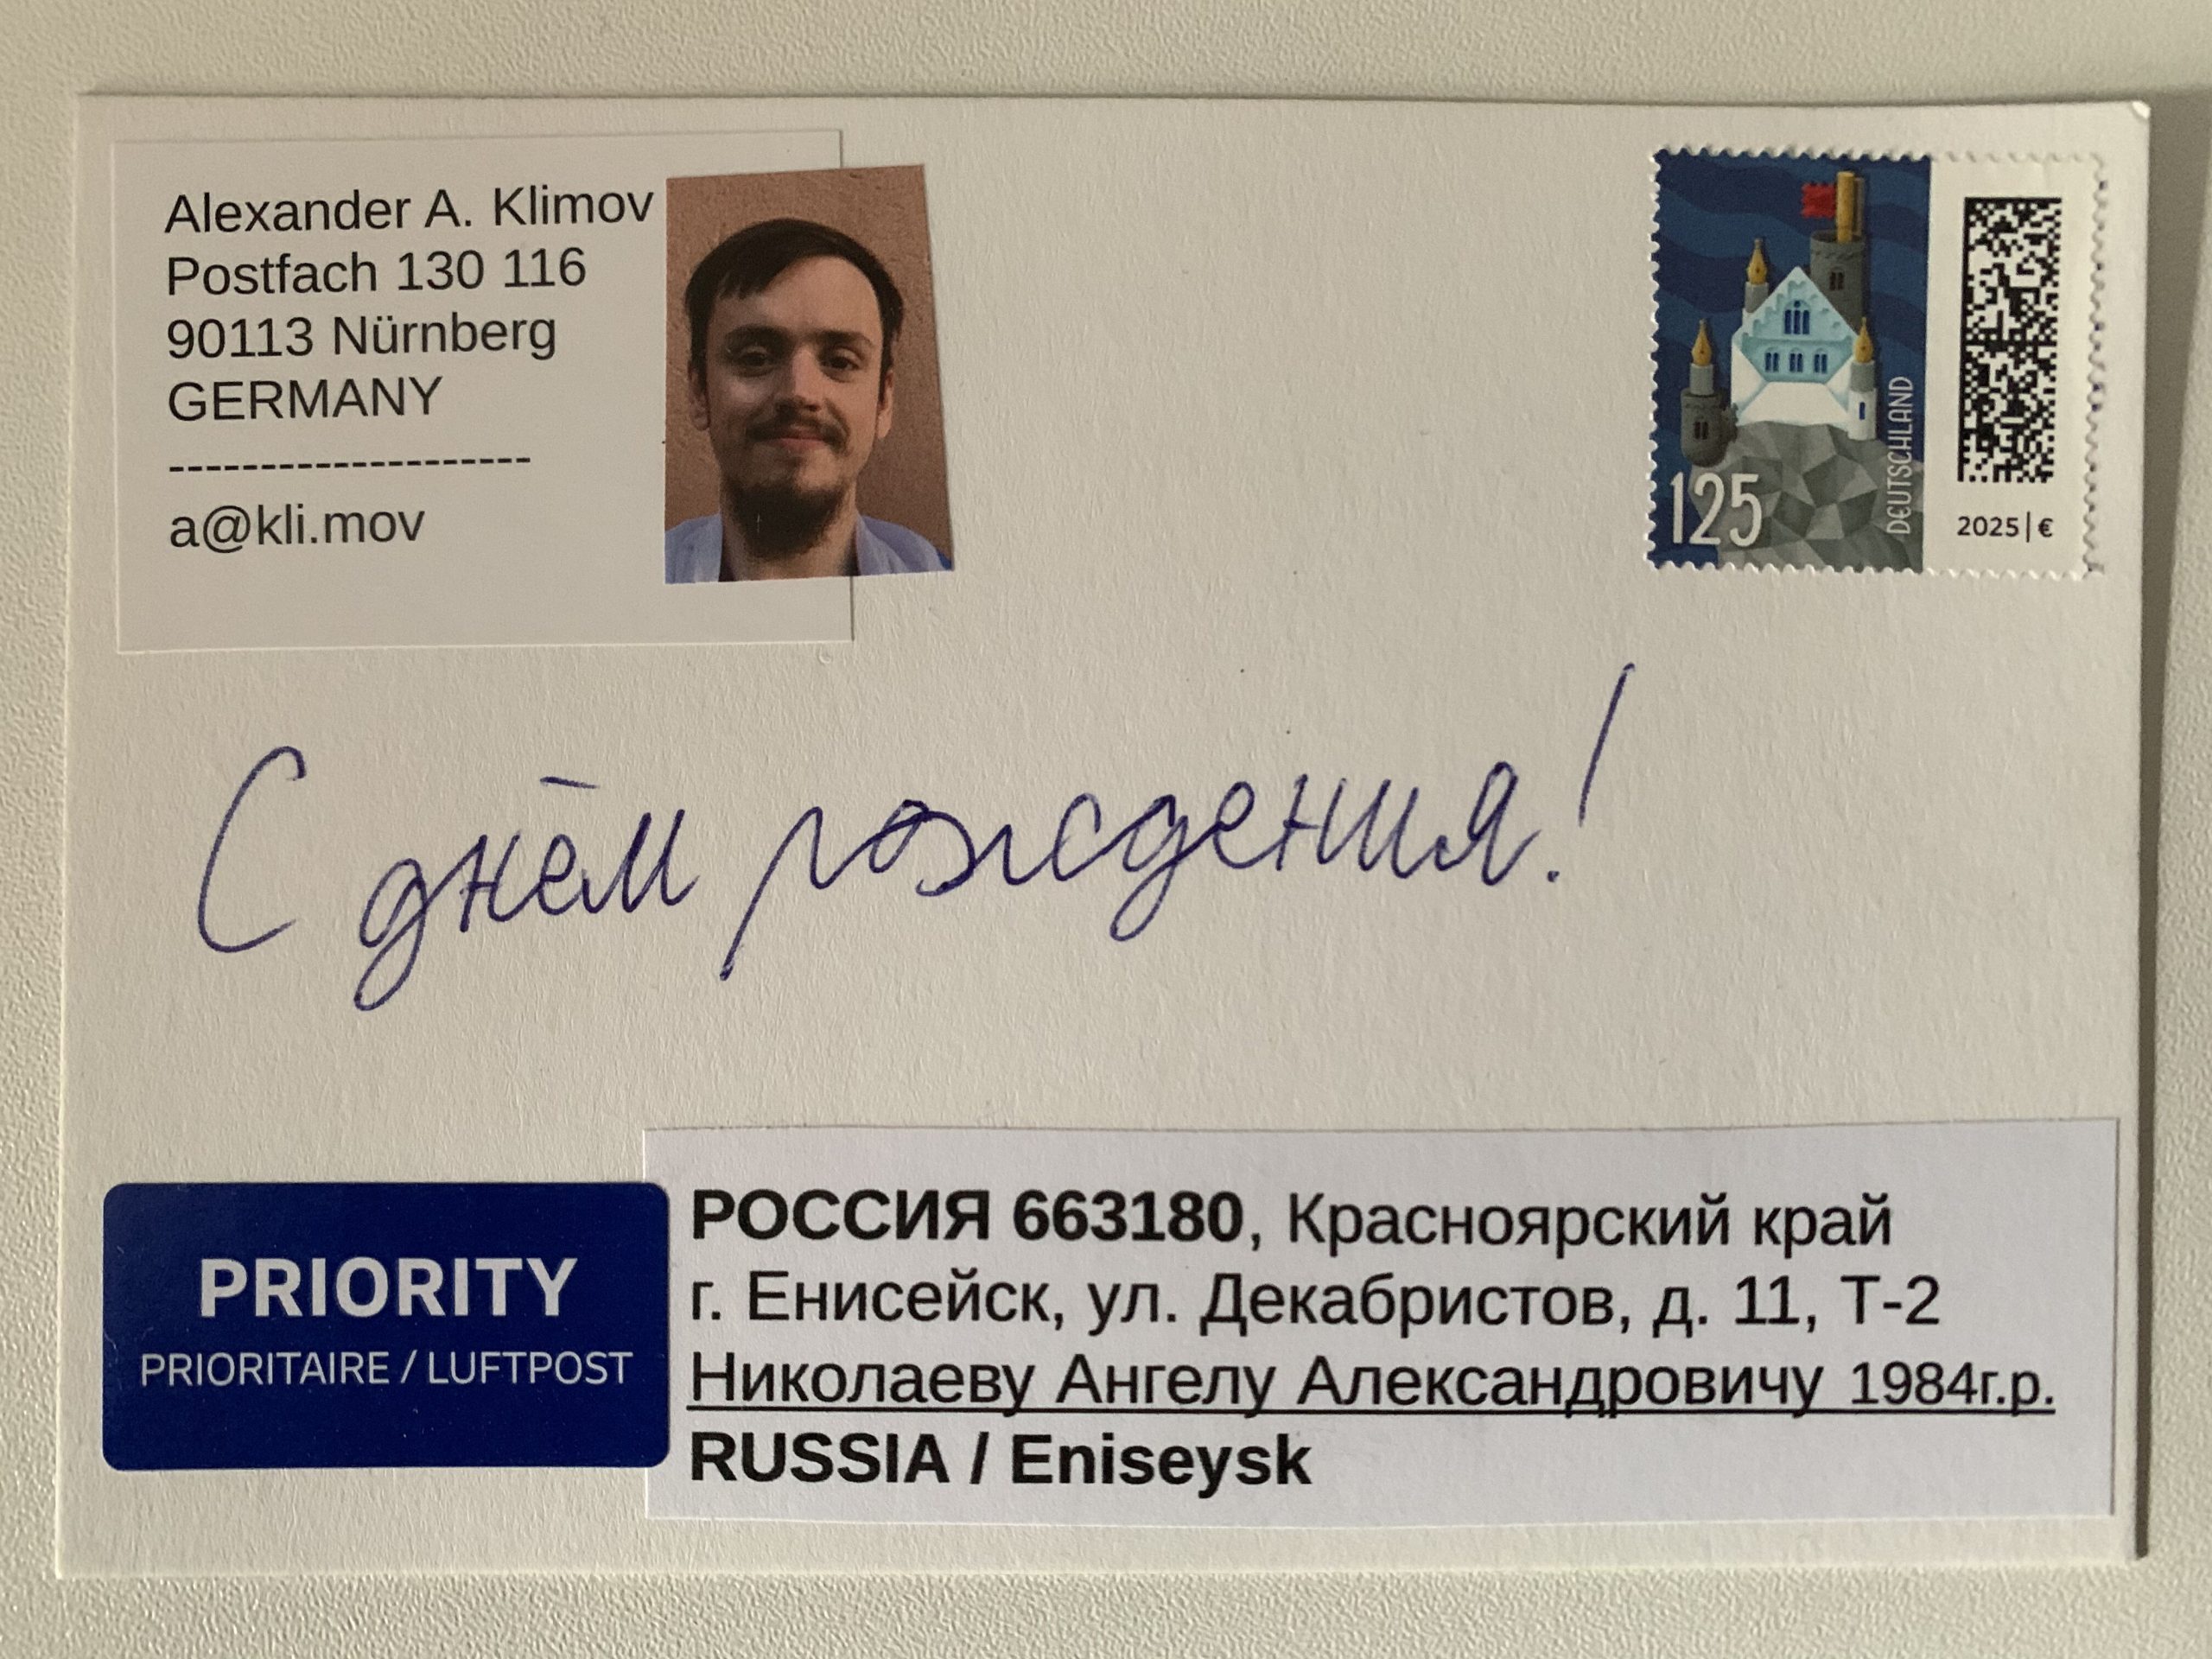 Alexander A. Klimov
Postfach 130 116
90113 Nürnberg
GERMANY
--------------------
a@kli.mov
125
DEUTSCHLAND
2025|€
С днём рождения!
PRIORITY
PRIORITAIRE / LUFTPOST
РОССИЯ 663180, Красноярский край
г. Енисейск, ул. Декабристов, д. 11, Т-2
Николаеву Ангелу Александровичу 1984г.р.
RUSSIA / Eniseysk